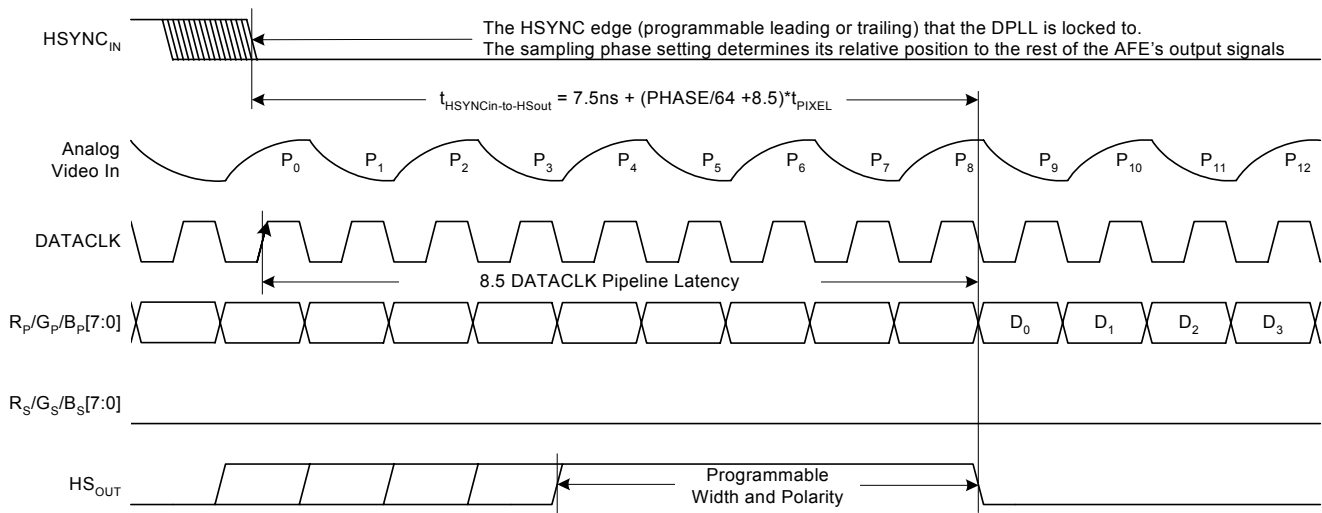 HSYNC_IN
The HSYNC edge (programmable leading or trailing) that the DPLL is locked to.
The sampling phase setting determines its relative position to the rest of the AFE's output signals
t_HSYNCin-to-HSout = 7.5ns + (PHASE/64 +8.5)*t_PIXEL
Analog
Video In
P_0 P_1 P_2 P_3 P_4 P_5 P_6 P_7 P_8 P_9 P_10 P_11 P_12
DATACLK
8.5 DATACLK Pipeline Latency
R_P/G_P/B_P[7:0]
D_0 D_1 D_2 D_3
R_S/G_S/B_S[7:0]
HS_OUT
Programmable
Width and Polarity